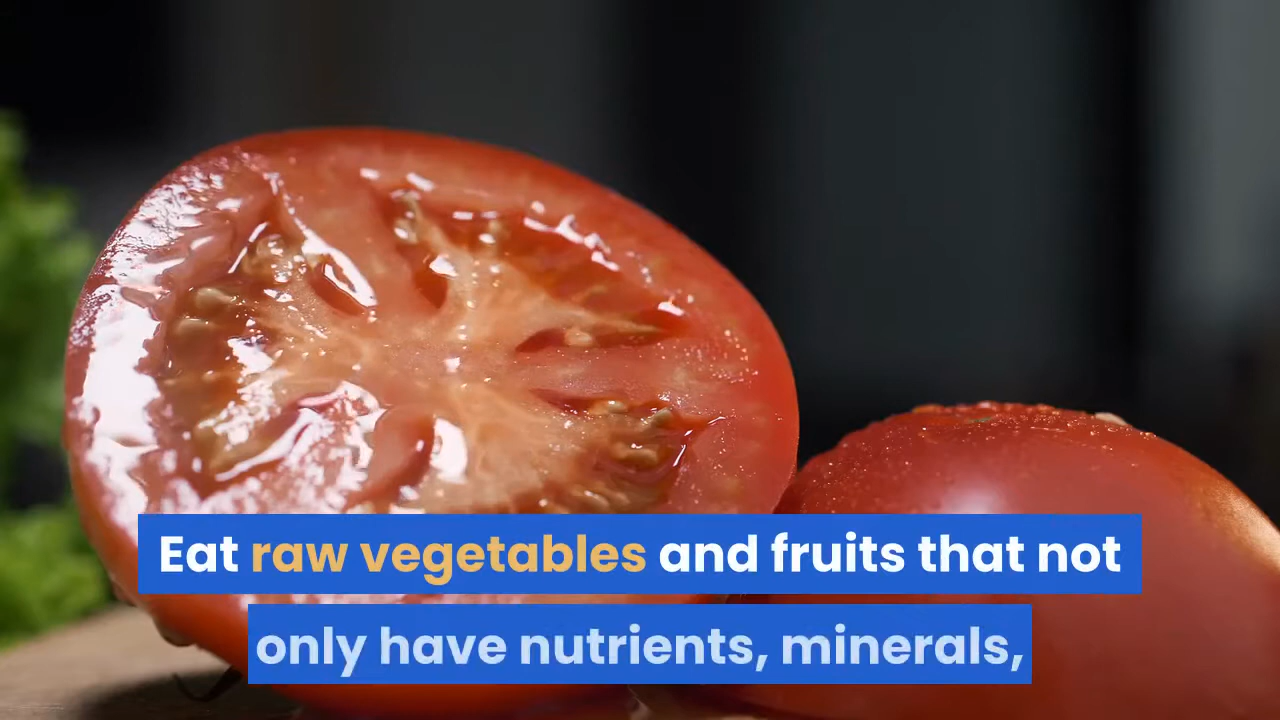 Eat raw vegetables and fruits that not
only have nutrients, minerals,